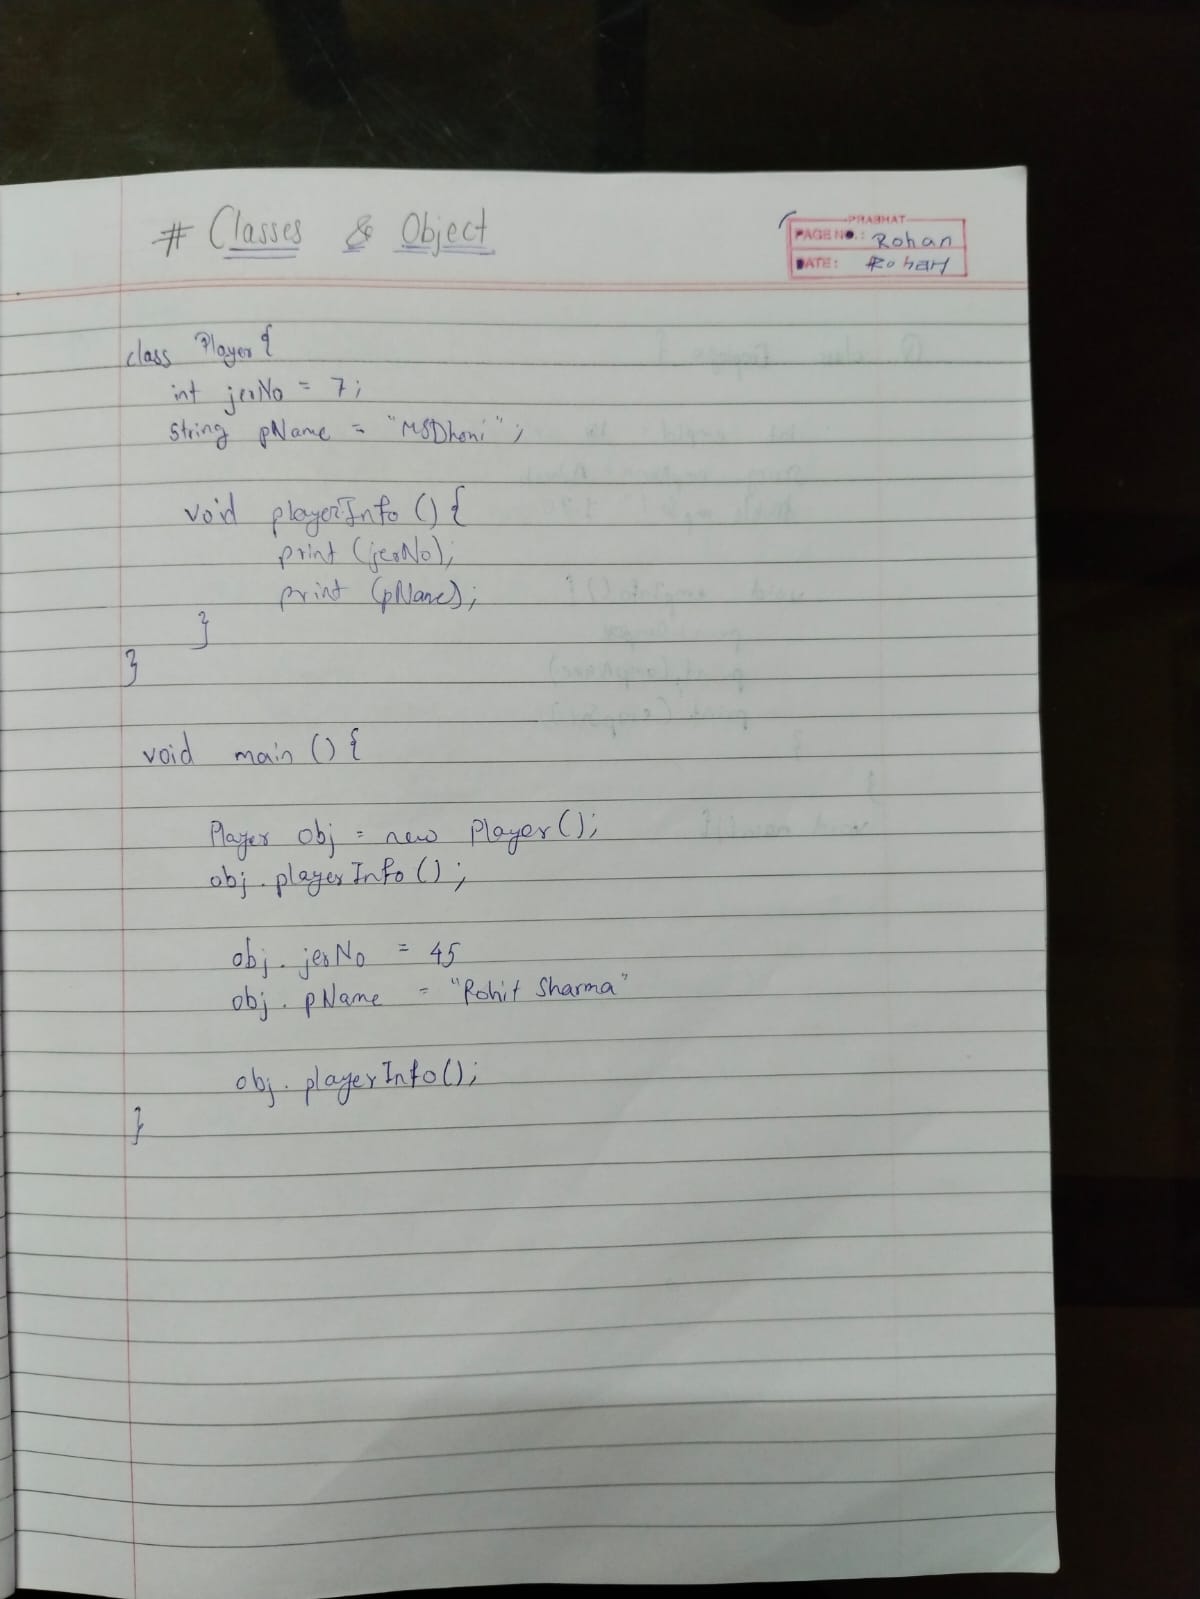 # Classes & Object
PRABHAT
PAGE NO.: Rohan
DATE: Rohan
class Player {
int jerNo = 7;
String pName = "MSDhoni";
void playerInfo () {
print (jerNo);
print (pName);
}
}
void main () {
Player obj = new Player();
obj. playerInfo ();
obj. jerNo = 45
obj. pName = "Rohit Sharma"
obj. playerInfo();
}